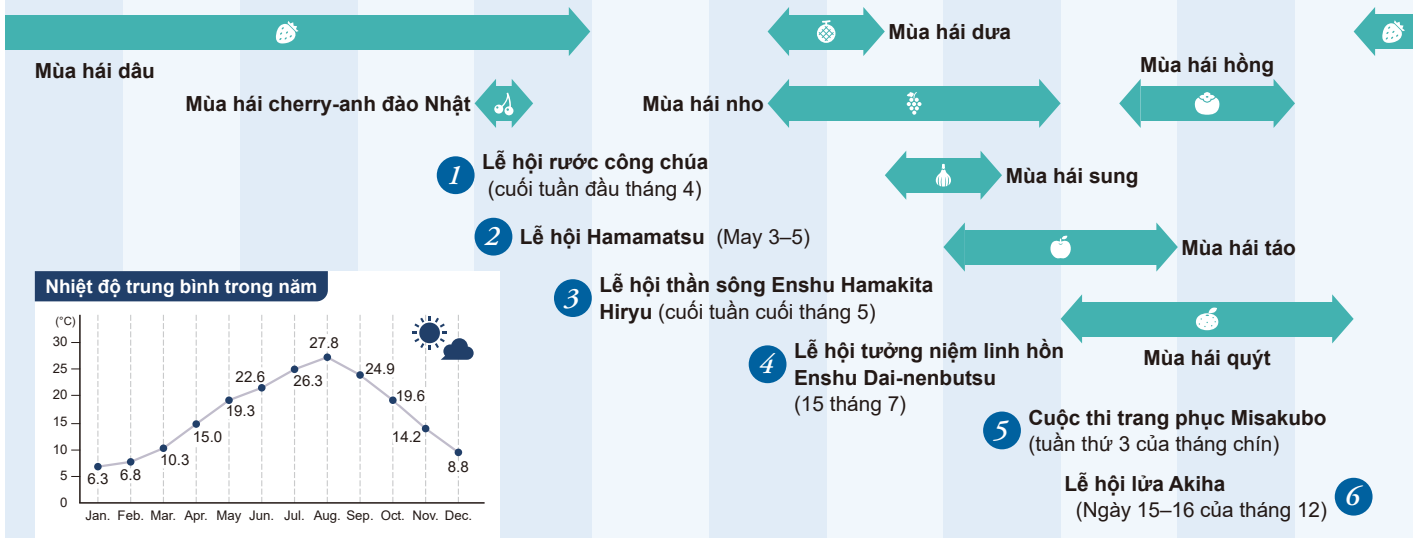 Mùa hái dâu
Mùa hái dưa
Mùa hái hồng
Mùa hái cherry-anh đào Nhật
Mùa hái nho
1 Lễ hội rước công chúa
(cuối tuần đầu tháng 4)
Mùa hái sung
2 Lễ hội Hamamatsu (May 3–5)
Mùa hái táo
3 Lễ hội thần sông Enshu Hamakita
Hiryu (cuối tuần cuối tháng 5)
4 Lễ hội tưởng niệm linh hồn
Enshu Dai-nenbutsu
(15 tháng 7)
Mùa hái quýt
5 Cuộc thi trang phục Misakubo
(tuần thứ 3 của tháng chín)
Lễ hội lửa Akiha
(Ngày 15–16 của tháng 12) 6
Nhiệt độ trung bình trong năm
(°C)
30
25
20
15
10
5
0
6.3 6.8 10.3 15.0 19.3 22.6 26.3 27.8 24.9 19.6 14.2 8.8
Jan. Feb. Mar. Apr. May Jun. Jul. Aug. Sep. Oct. Nov. Dec.